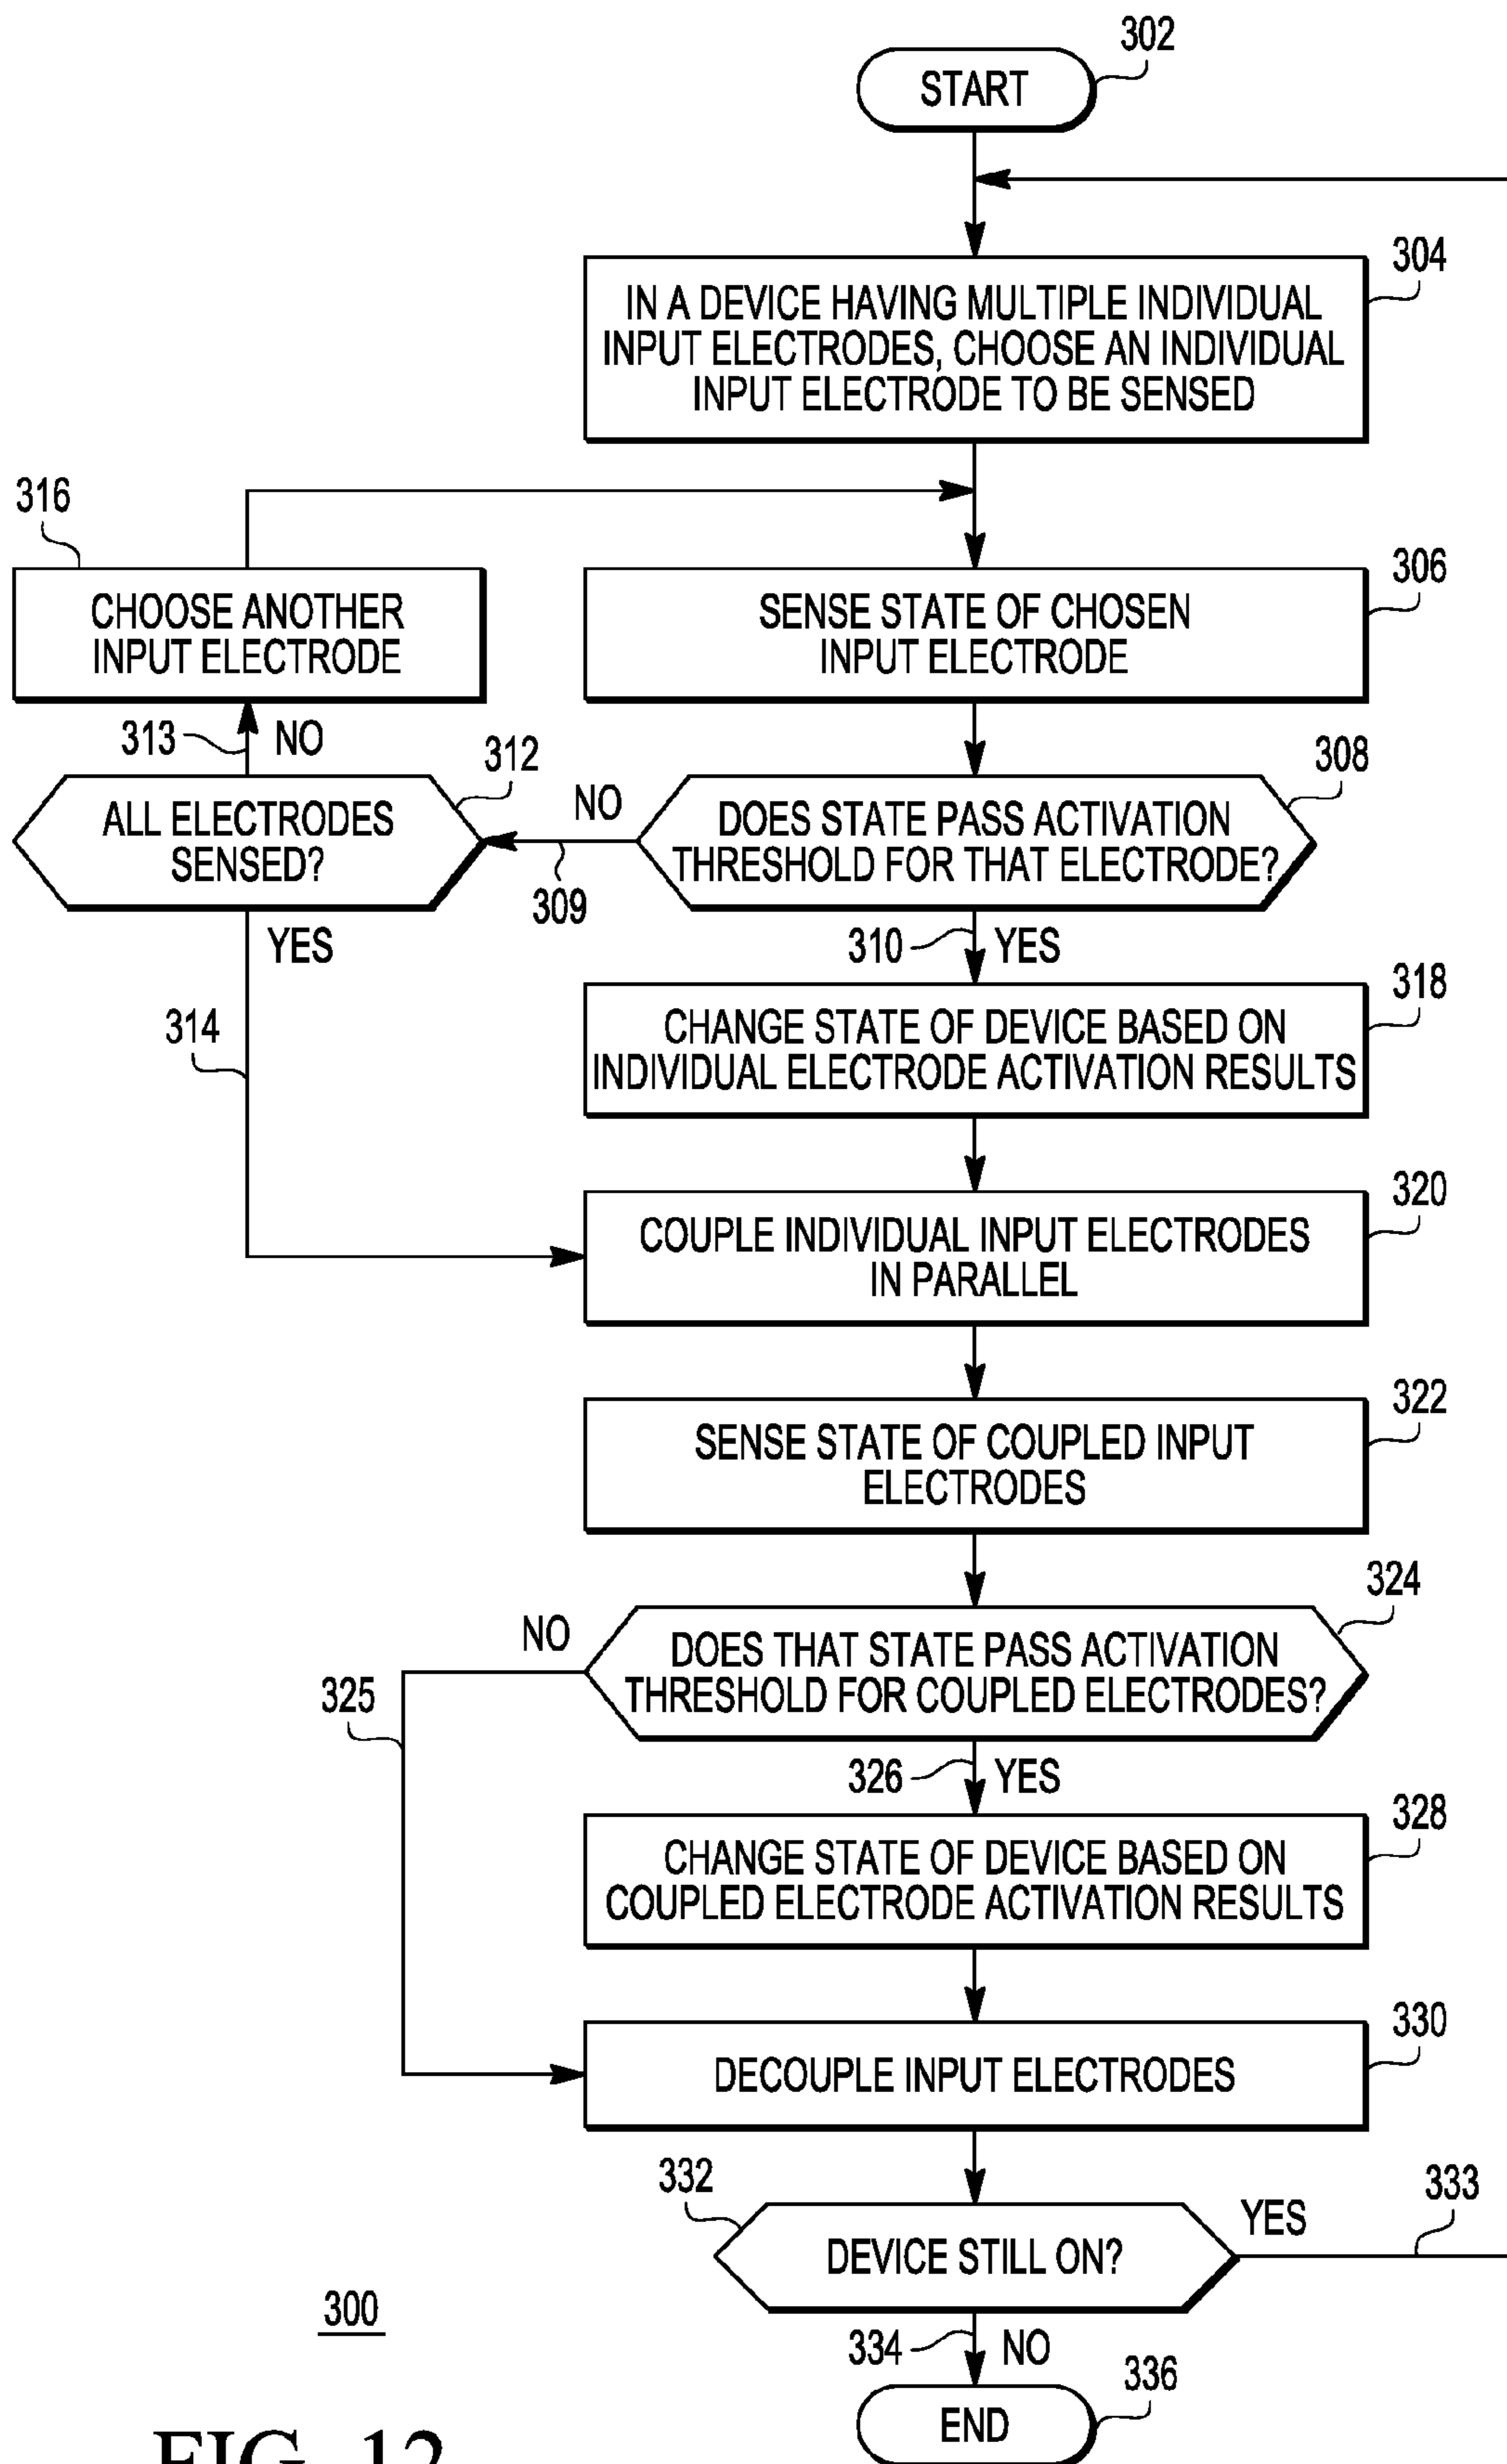 302
START
304
IN A DEVICE HAVING MULTIPLE INDIVIDUAL
INPUT ELECTRODES, CHOOSE AN INDIVIDUAL
INPUT ELECTRODE TO BE SENSED
316
306
CHOOSE ANOTHER
INPUT ELECTRODE
SENSE STATE OF CHOSEN
INPUT ELECTRODE
313
NO
312
308
ALL ELECTRODES
SENSED?
NO
309
DOES STATE PASS ACTIVATION
THRESHOLD FOR THAT ELECTRODE?
YES
310
YES
314
318
CHANGE STATE OF DEVICE BASED ON
INDIVIDUAL ELECTRODE ACTIVATION RESULTS
320
COUPLE INDIVIDUAL INPUT ELECTRODES
IN PARALLEL
322
SENSE STATE OF COUPLED INPUT
ELECTRODES
324
NO
325
DOES THAT STATE PASS ACTIVATION
THRESHOLD FOR COUPLED ELECTRODES?
326
YES
328
CHANGE STATE OF DEVICE BASED ON
COUPLED ELECTRODE ACTIVATION RESULTS
330
DECOUPLE INPUT ELECTRODES
332
YES
333
DEVICE STILL ON?
300
334
NO
336
END
FIG. 12